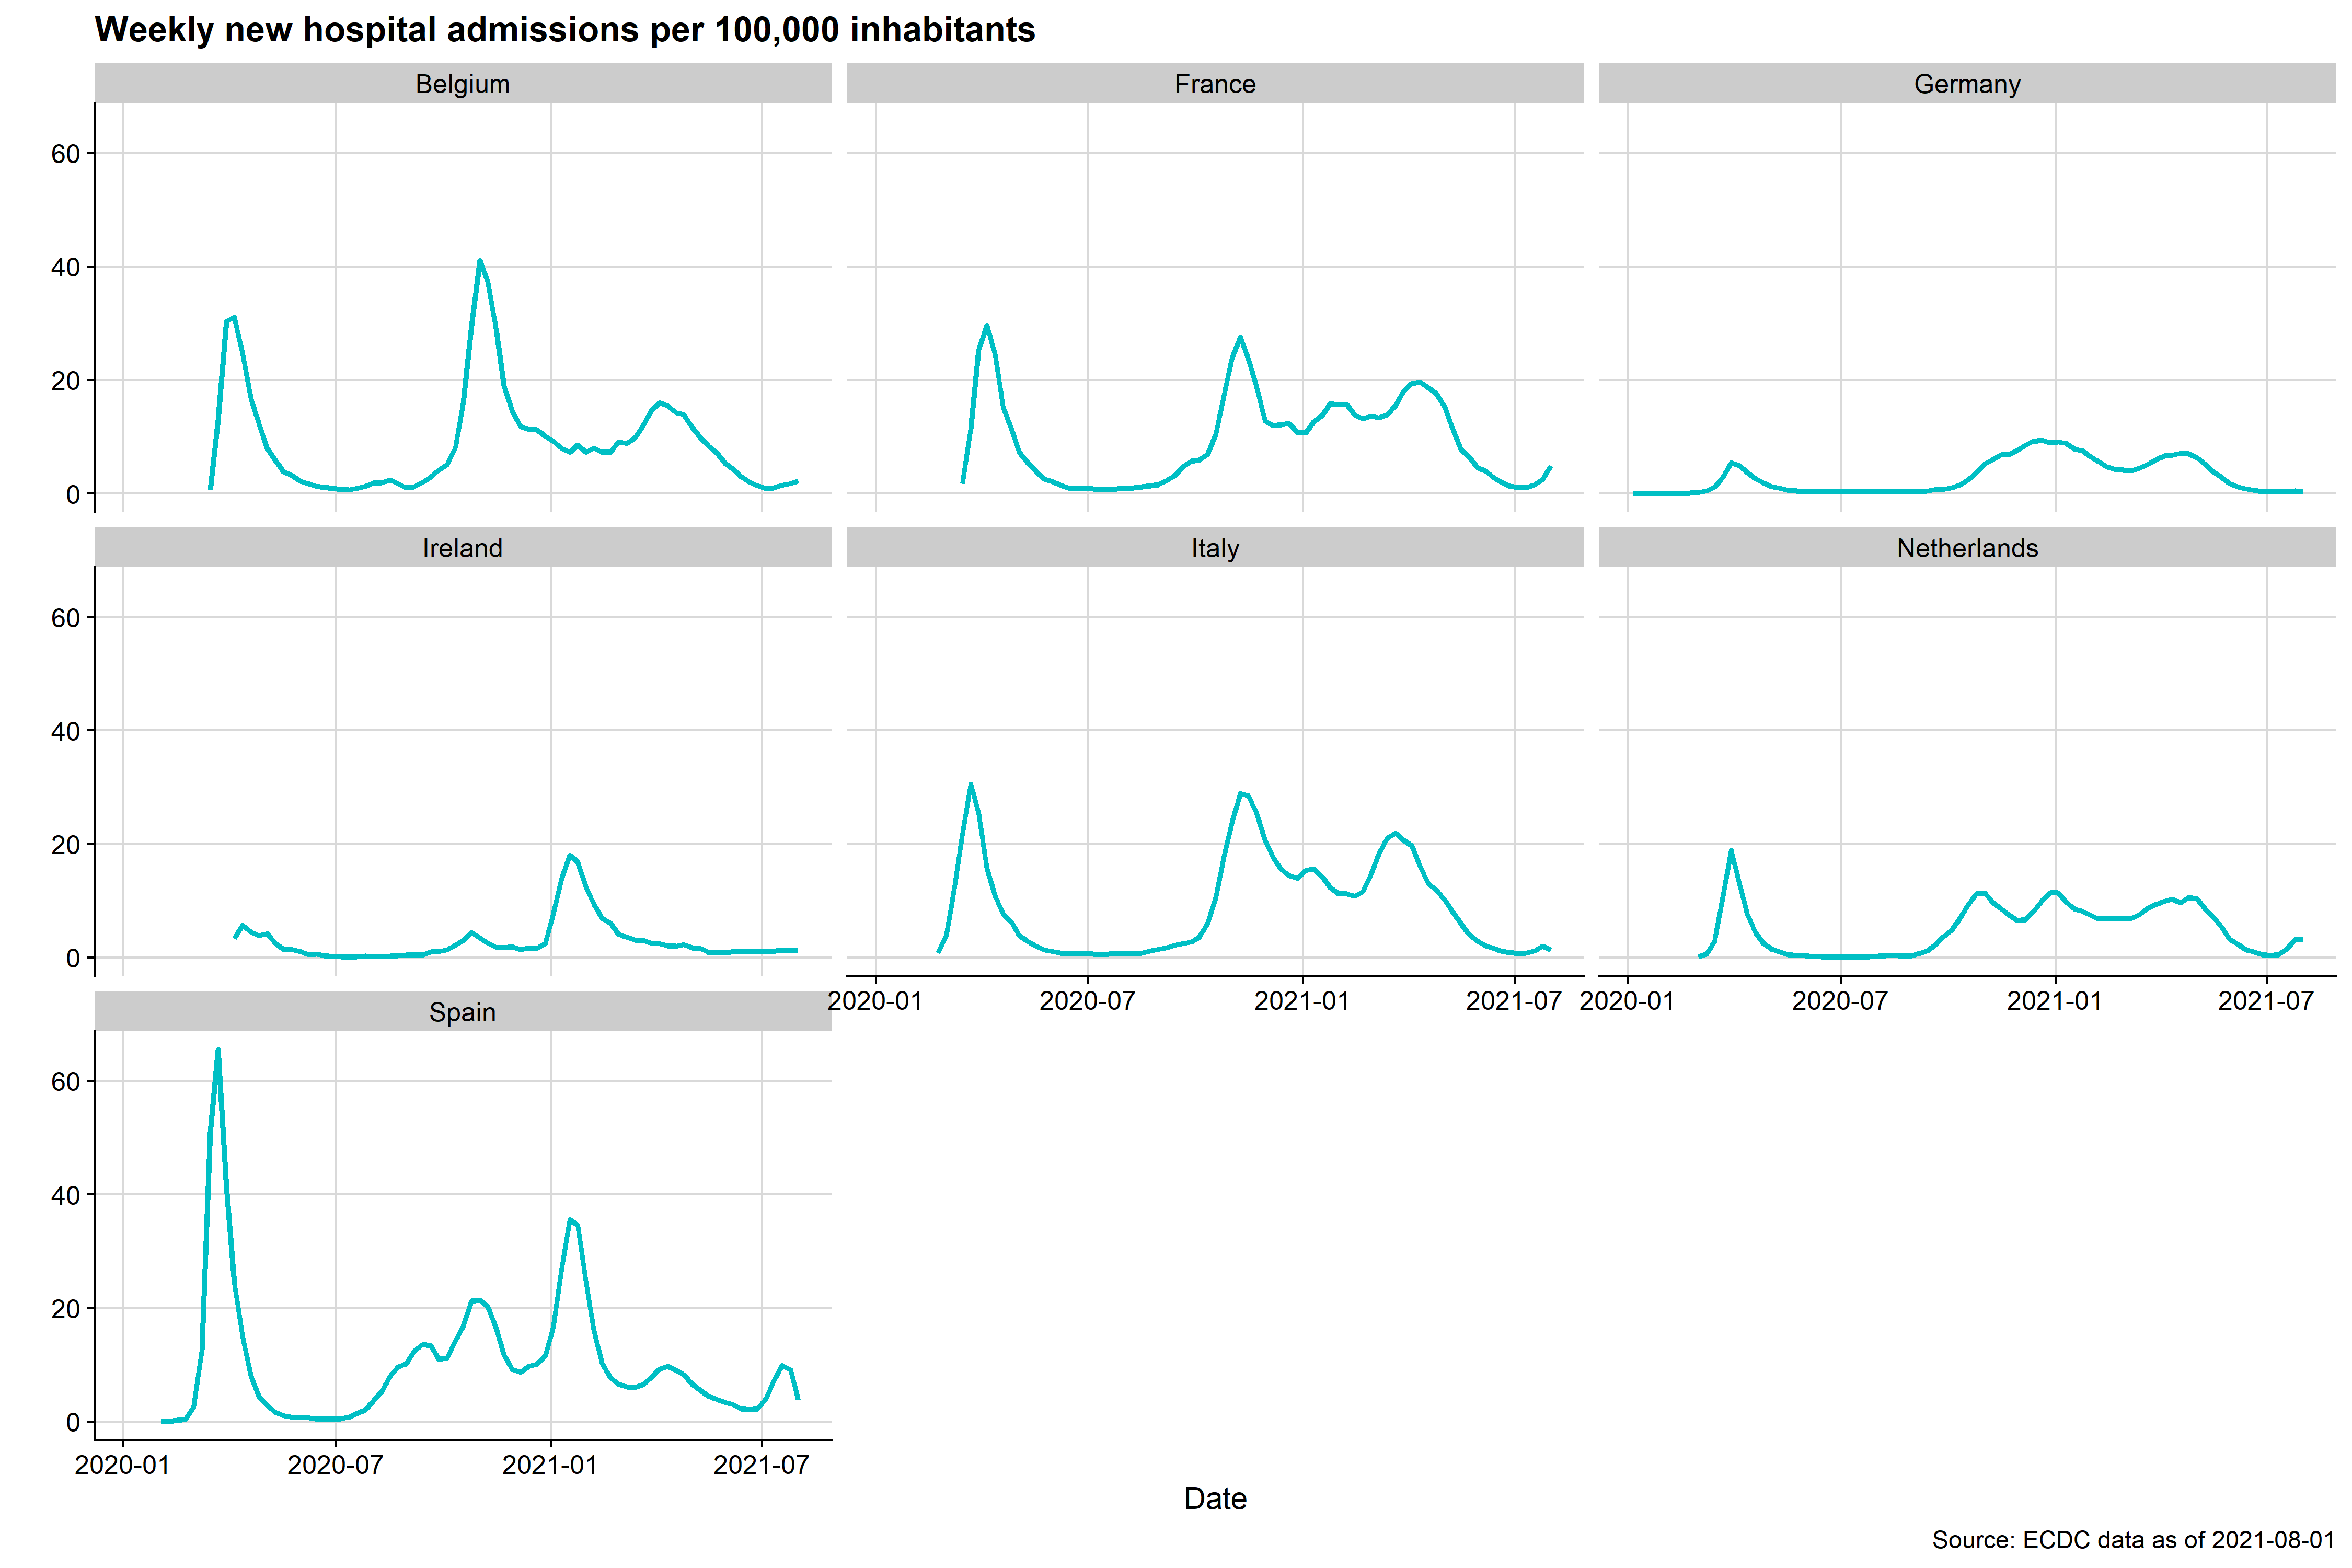 Weekly new hospital admissions per 100,000 inhabitants
Belgium France Germany
60
40
20
0
Ireland Italy Netherlands
60
40
20
0
2020-01 2020-07 2021-01 2021-07 2020-01 2020-07 2021-01 2021-07
Spain
60
40
20
0
2020-01 2020-07 2021-01 2021-07
Date
Source: ECDC data as of 2021-08-01